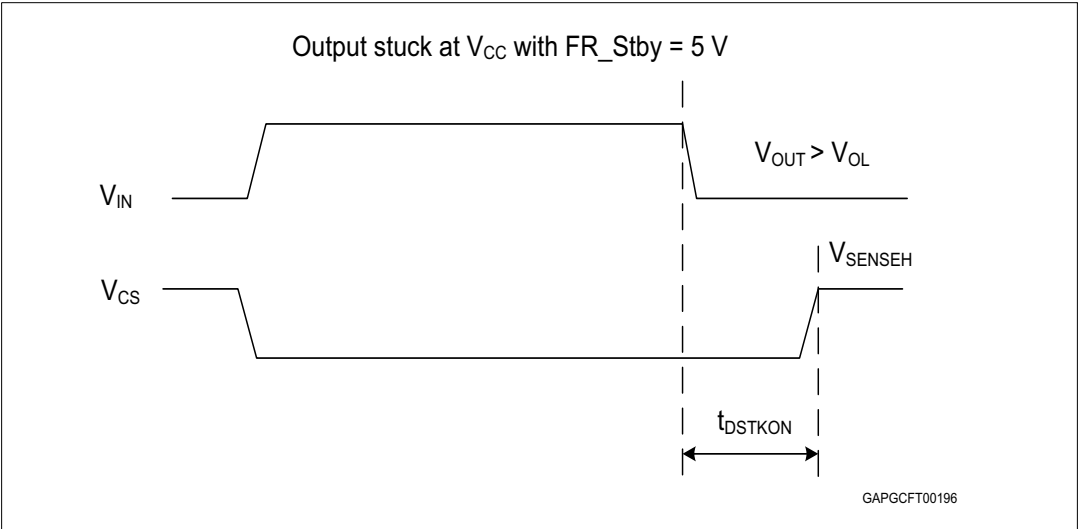 Output stuck at VCC with FR_Stby = 5 V
VOUT > VOL
VIN
VSENSEH
VCS
tDSTKON
GAPGCFT00196